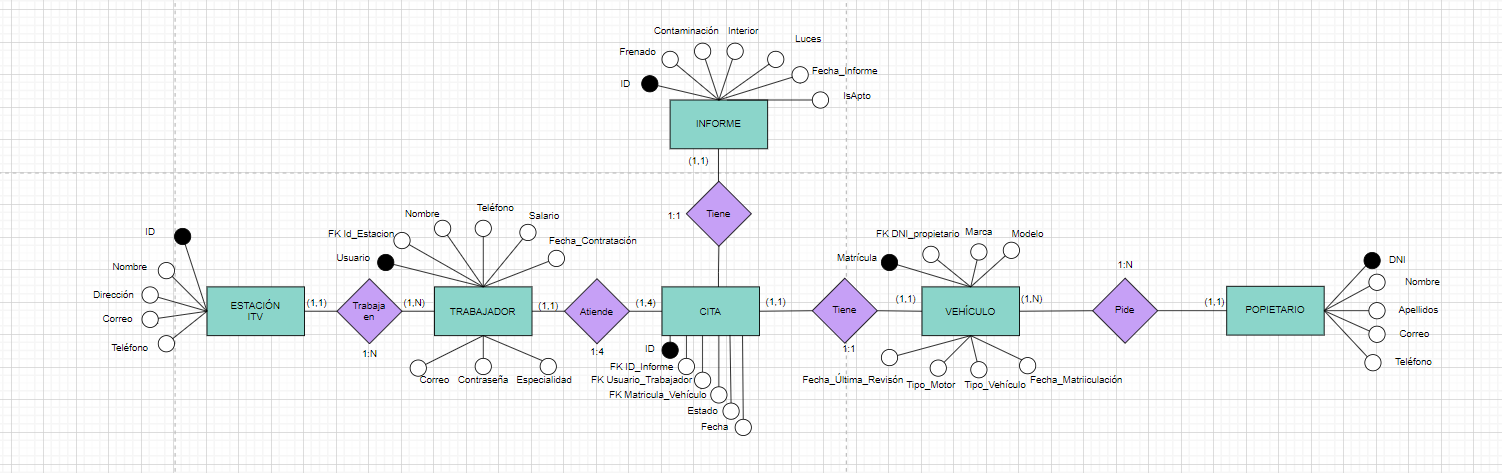 Contaminación
Interior
Luces
Frenado
Fecha_Informe
ID
IsApto
INFORME
(1,1)
1:1
Tiene
ID
Nombre
Dirección
Correo
Teléfono
ESTACIÓN
ITV
(1,1)
Trabaja
en
(1,N)
1:N
Nombre
Teléfono
Salario
FK Id_Estacion
Fecha_Contratación
Usuario
TRABAJADOR
Correo
Contraseña
Especialidad
(1,1)
Atiende
(1,4)
1:4
CITA
ID
FK ID_Informe
FK Usuario_Trabajador
FK Matricula_Vehículo
Estado
Fecha
(1,1)
Tiene
(1,1)
1:1
FK DNI_propietario
Marca
Modelo
Matrícula
VEHÍCULO
Fecha_Última_Revisón
Tipo_Motor
Tipo_Vehículo
Fecha_Matriiculación
(1,N)
1:N
Pide
(1,1)
POPIETARIO
DNI
Nombre
Apellidos
Correo
Teléfono